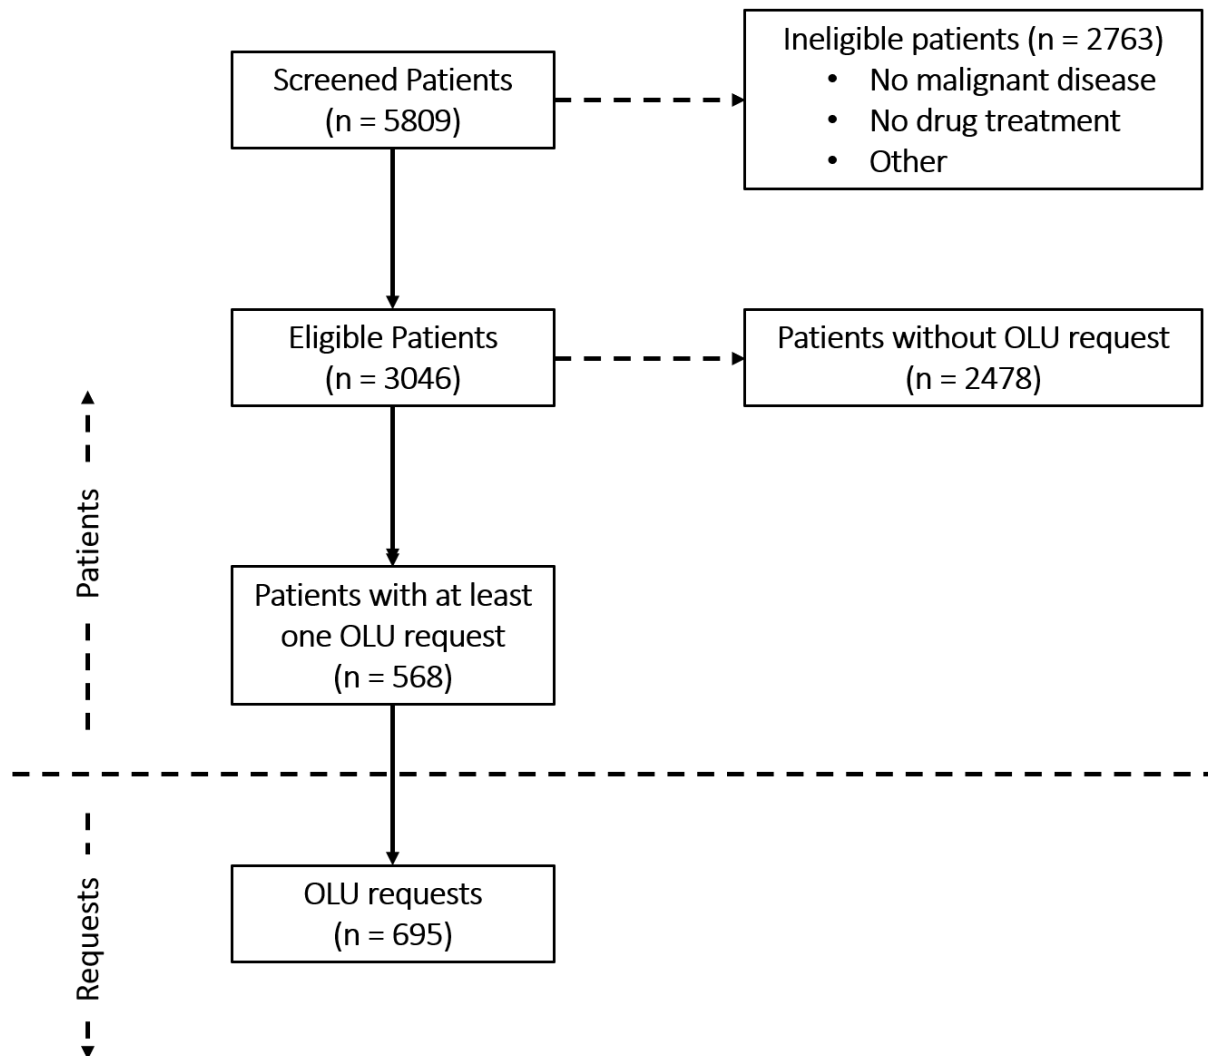 Screened Patients
(n = 5809)
Ineligible patients (n = 2763)
• No malignant disease
• No drug treatment
• Other
Eligible Patients
(n = 3046)
Patients without OLU request
(n = 2478)
Patients
Patients with at least
one OLU request
(n = 568)
Requests
OLU requests
(n = 695)